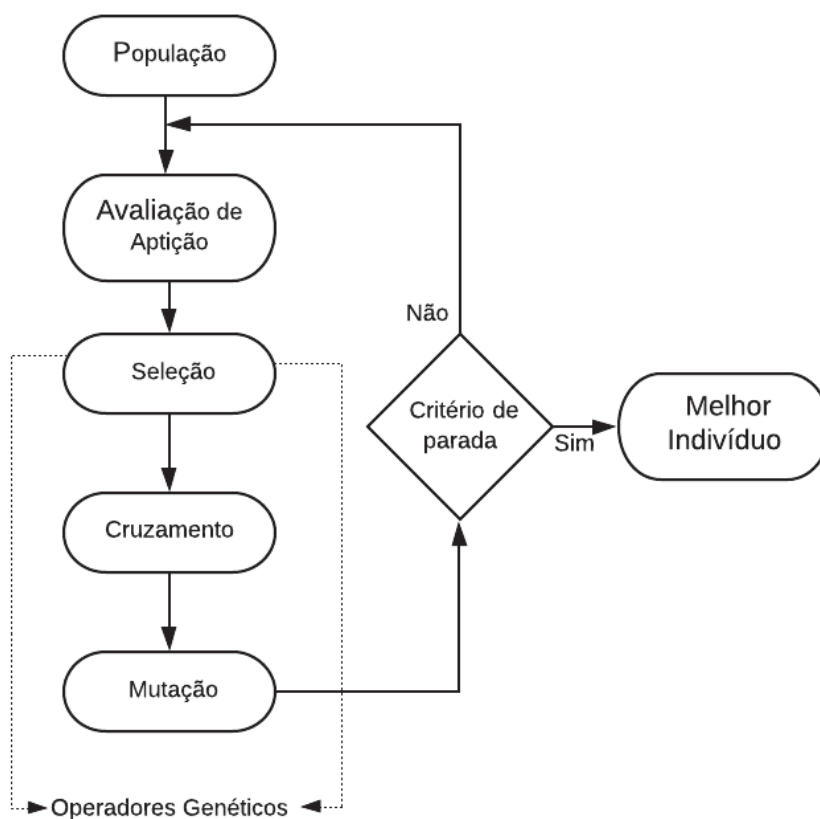 População
Avaliação de
Aptição
Não
Seleção
Critério de
parada
Sim
Melhor
Indivíduo
Cruzamento
Mutação
Operadores Genéticos